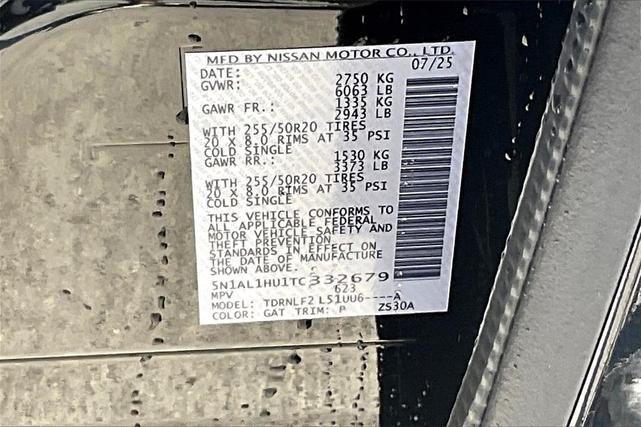 MFD BY NISSAN MOTOR CO., LTD.
DATE: 07/25
GVWR: 2750 KG
6063 LB
GAWR FR.: 1335 KG
2943 LB
WITH 255/50R20 TIRES
20 X 8.0 RIMS AT 35 PSI
COLD SINGLE
GAWR RR.: 1530 KG
3373 LB
WITH 255/50R20 TIRES
20 X 8.0 RIMS AT 35 PSI
COLD SINGLE
THIS VEHICLE CONFORMS TO
ALL APPLICABLE FEDERAL
MOTOR VEHICLE SAFETY AND
THEFT PREVENTION
STANDARDS IN EFFECT ON
THE DATE OF MANUFACTURE
SHOWN ABOVE.
5N1AL1HU1TC332679
MPV 623
MODEL: TDRNLF2 L51UU6----A
COLOR: GAT TRIM: P ZS30A